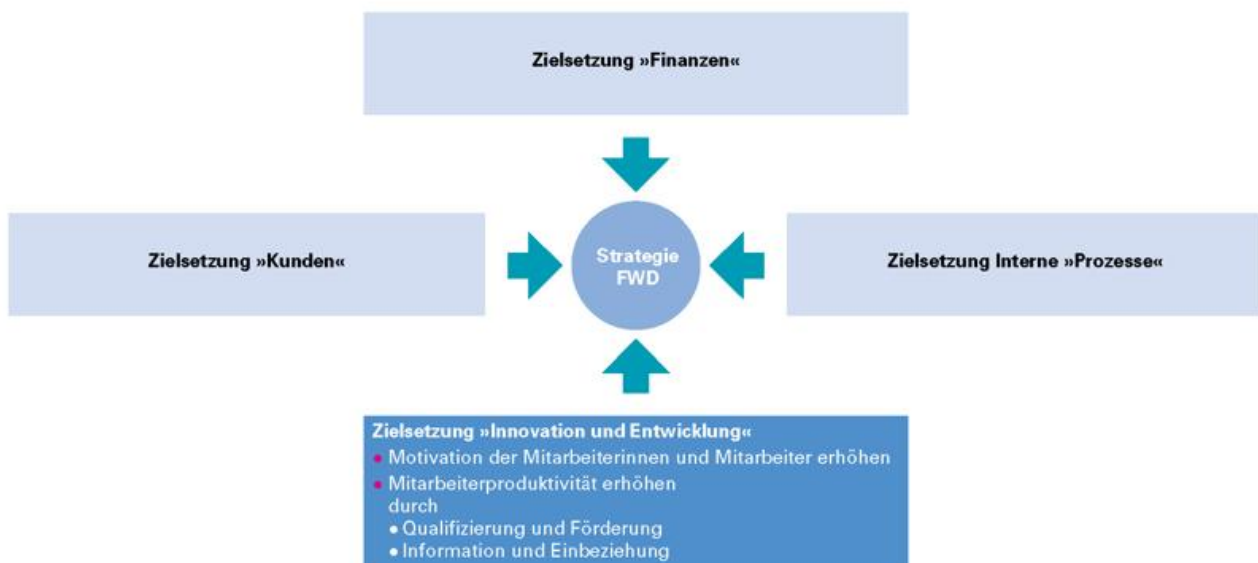 Zielsetzung »Finanzen«
Zielsetzung »Kunden«
Strategie
FWD
Zielsetzung Interne »Prozesse«
Zielsetzung »Innovation und Entwicklung«
• Motivation der Mitarbeiterinnen und Mitarbeiter erhöhen
• Mitarbeiterproduktivität erhöhen
durch
• Qualifizierung und Förderung
• Information und Einbeziehung